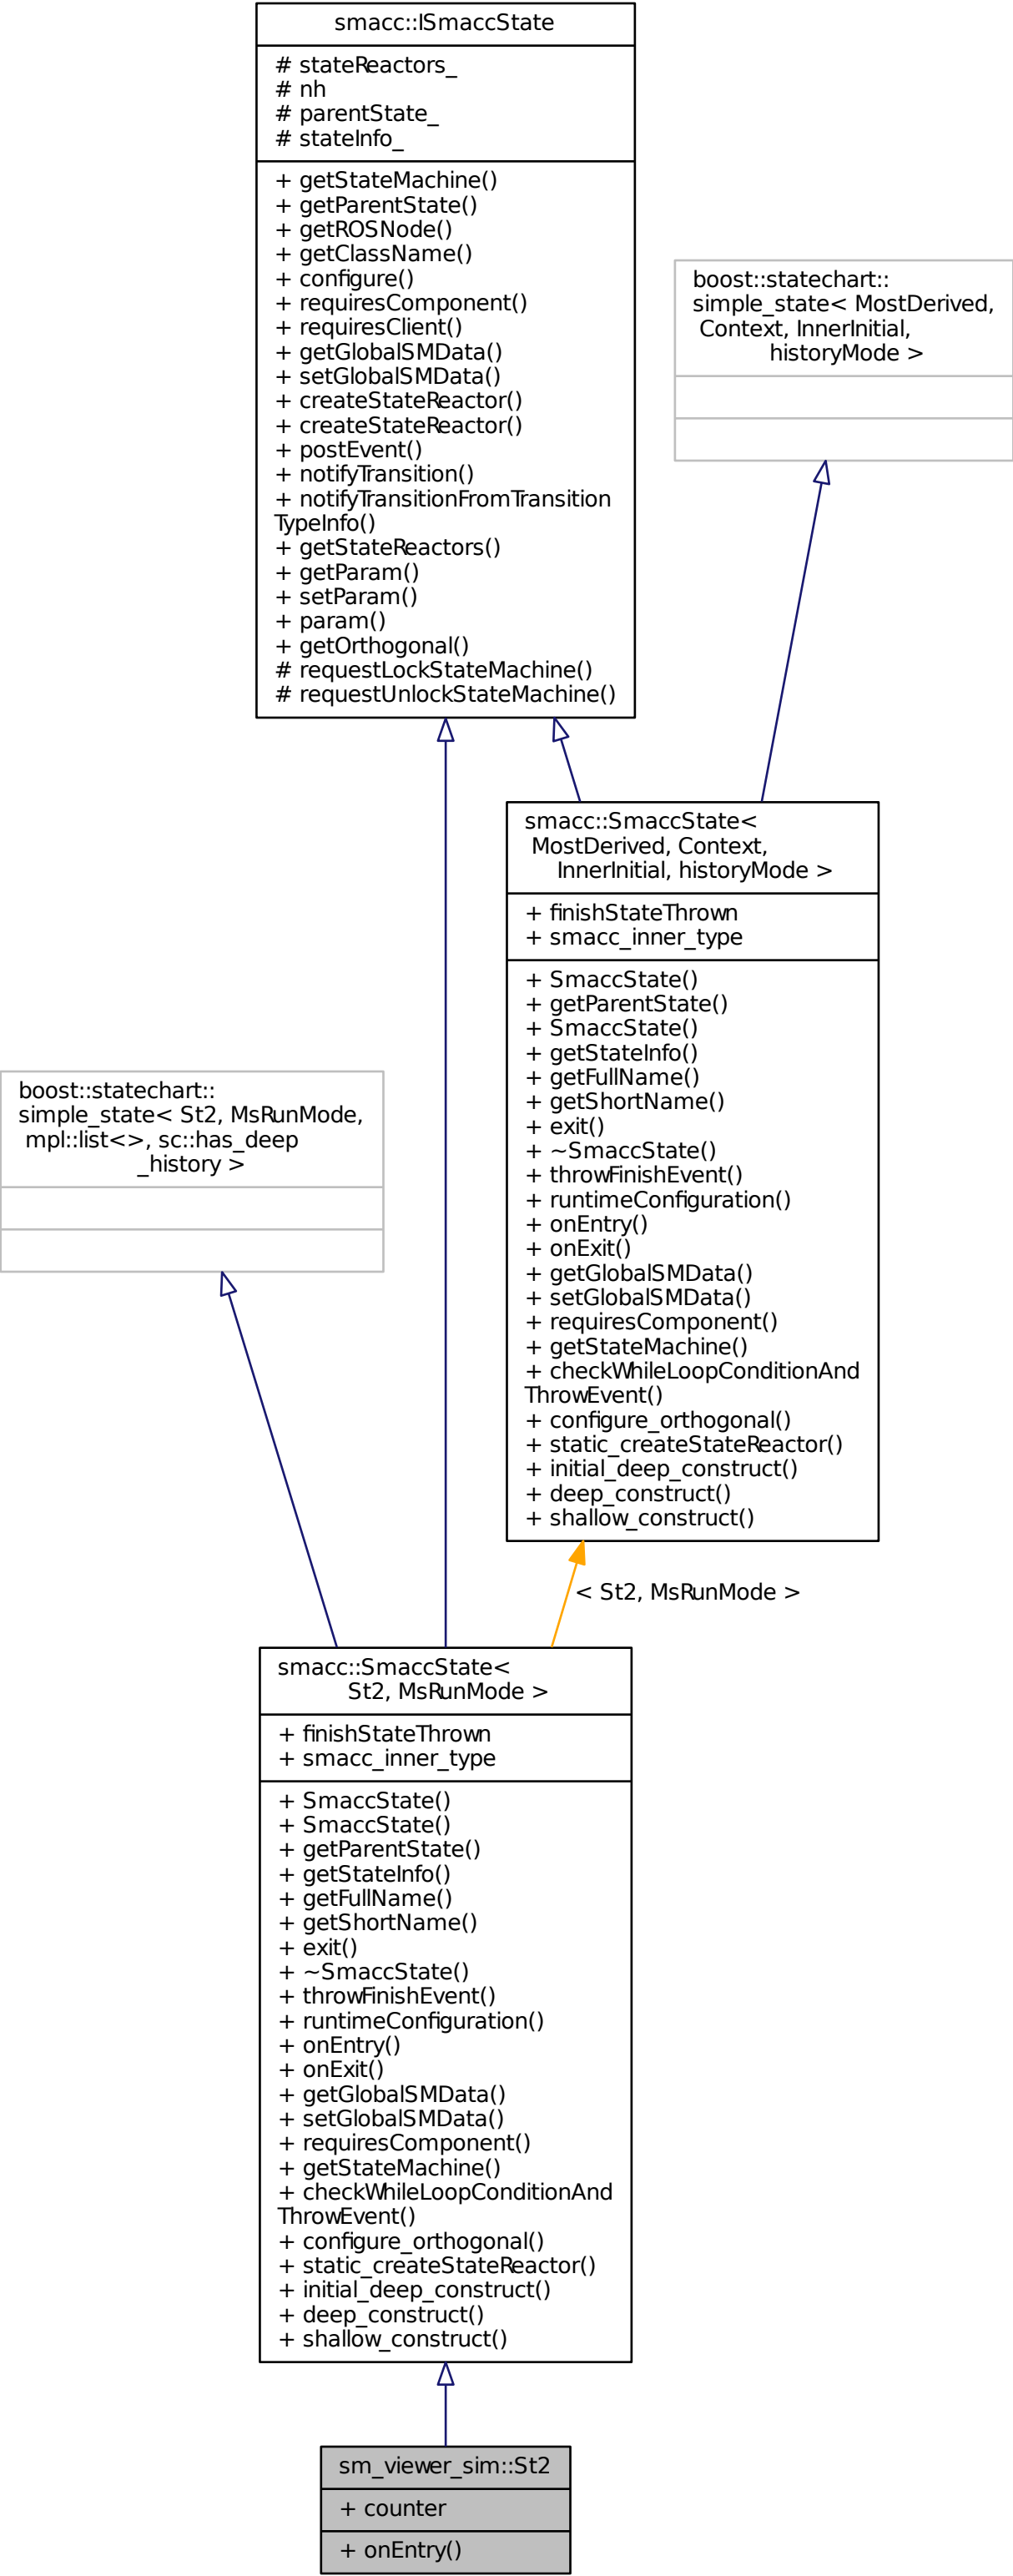 smacc::ISmaccState
# stateReactors_
# nh
# parentState_
# stateInfo_
+ getStateMachine()
+ getParentState()
+ getROSNode()
+ getClassName()
+ configure()
+ requiresComponent()
+ requiresClient()
+ getGlobalSMData()
+ setGlobalSMData()
+ createStateReactor()
+ createStateReactor()
+ postEvent()
+ notifyTransition()
+ notifyTransitionFromTransition
TypeInfo()
+ getStateReactors()
+ getParam()
+ setParam()
+ param()
+ getOrthogonal()
# requestLockStateMachine()
# requestUnlockStateMachine()
boost::statechart::
simple_state< MostDerived,
Context, InnerInitial,
historyMode >
smacc::SmaccState<
MostDerived, Context,
InnerInitial, historyMode >
+ finishStateThrown
+ smacc_inner_type
+ SmaccState()
+ getParentState()
+ SmaccState()
+ getStateInfo()
+ getFullName()
+ getShortName()
+ exit()
+ ~SmaccState()
+ throwFinishEvent()
+ runtimeConfiguration()
+ onEntry()
+ onExit()
+ getGlobalSMData()
+ setGlobalSMData()
+ requiresComponent()
+ getStateMachine()
+ checkWhileLoopConditionAnd
ThrowEvent()
+ configure_orthogonal()
+ static_createStateReactor()
+ initial_deep_construct()
+ deep_construct()
+ shallow_construct()
boost::statechart::
simple_state< St2, MsRunMode,
mpl::list<>, sc::has_deep
_history >
< St2, MsRunMode >
smacc::SmaccState<
St2, MsRunMode >
+ finishStateThrown
+ smacc_inner_type
+ SmaccState()
+ SmaccState()
+ getParentState()
+ getStateInfo()
+ getFullName()
+ getShortName()
+ exit()
+ ~SmaccState()
+ throwFinishEvent()
+ runtimeConfiguration()
+ onEntry()
+ onExit()
+ getGlobalSMData()
+ setGlobalSMData()
+ requiresComponent()
+ getStateMachine()
+ checkWhileLoopConditionAnd
ThrowEvent()
+ configure_orthogonal()
+ static_createStateReactor()
+ initial_deep_construct()
+ deep_construct()
+ shallow_construct()
sm_viewer_sim::St2
+ counter
+ onEntry()